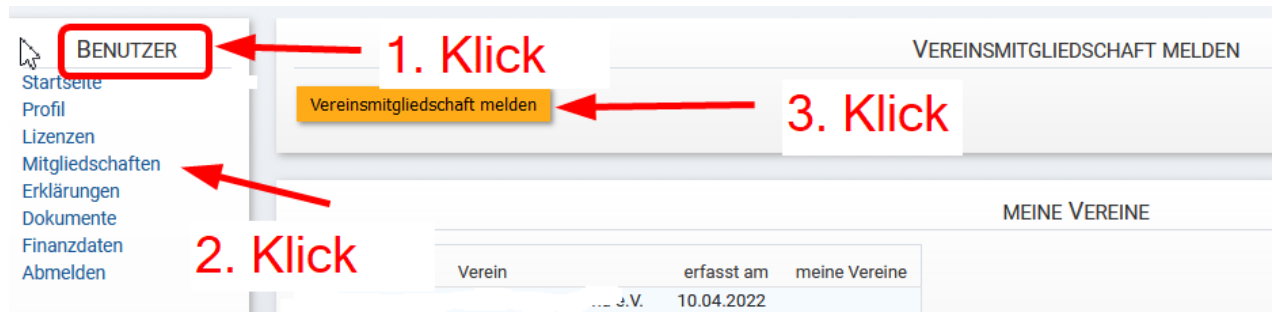 BENUTZER
1. Klick
VEREINSMITGLIEDSCHAFT MELDEN
Startseite
Profil
Lizenzen
Mitgliedschaften
Erklärungen
Dokumente
Finanzdaten
Abmelden
Vereinsmitgliedschaft melden
3. Klick
2. Klick
MEINE VEREINE
Verein erfasst am meine Vereine
e.V. 10.04.2022